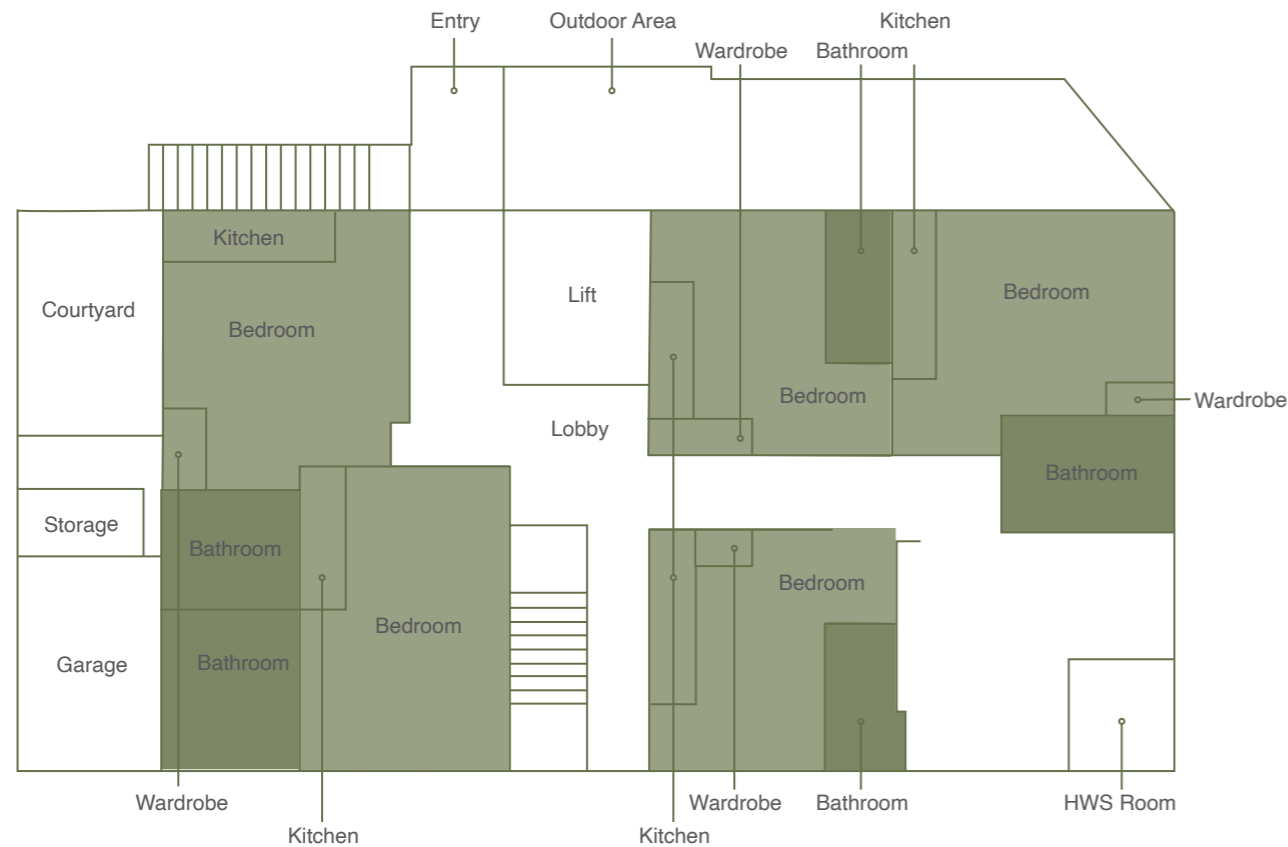 Entry
Outdoor Area
Kitchen
Wardrobe
Bathroom
Kitchen
Courtyard
Bedroom
Lift
Bedroom
Bedroom
Wardrobe
Lobby
Bathroom
Storage
Bathroom
Bedroom
Bedroom
Garage
Bathroom
Wardrobe
Wardrobe
Bathroom
HWS Room
Kitchen
Kitchen